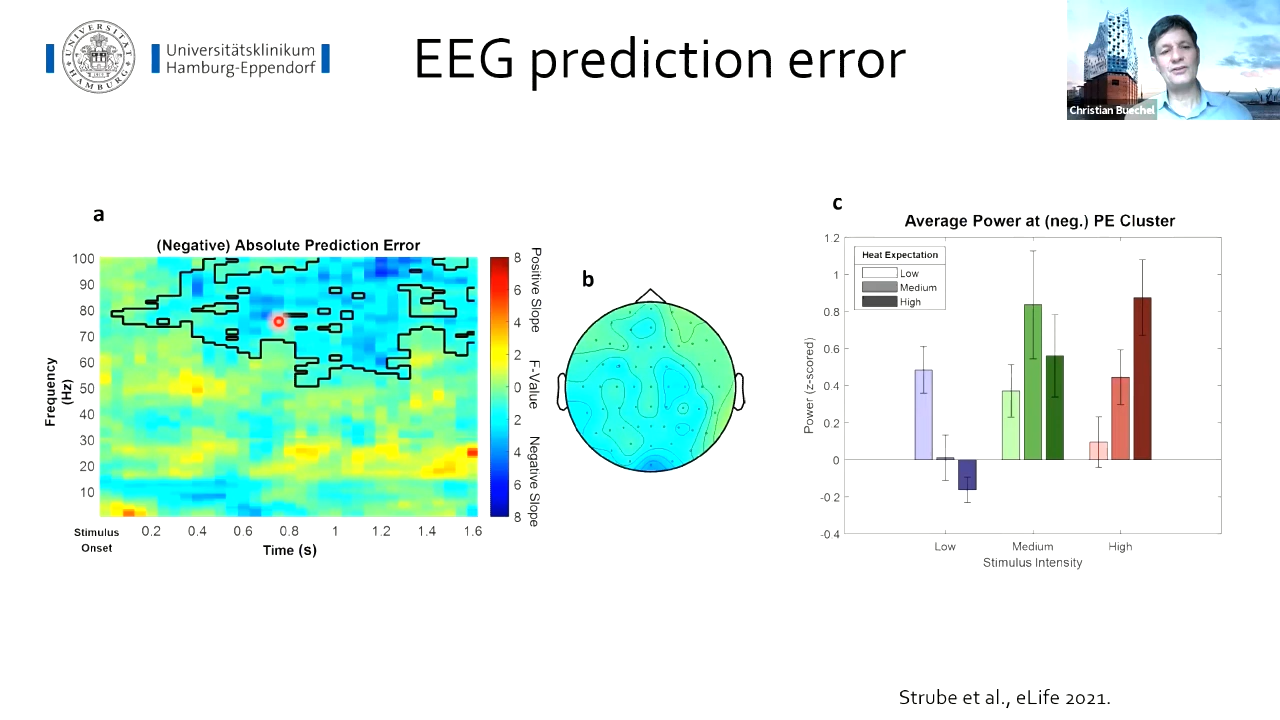 Universitätsklinikum
Hamburg-Eppendorf
UNIVERSITÄTS
HAMBURG
EEG prediction error
Christian Buechel
a
(Negative) Absolute Prediction Error
100
90
80
70
60
50
40
30
20
10
Frequency
(Hz)
Stimulus
Onset
0.2
0.4
0.6
0.8
1
1.2
1.4
1.6
Time (s)
8
6
4
2
0
2
4
6
8
Positive Slope
F-Value
Negative Slope
b
c
Average Power at (neg.) PE Cluster
Heat Expectation
Low
Medium
High
1.2
1
0.8
0.6
0.4
0.2
0
-0.2
-0.4
Power (z-scored)
Low
Medium
High
Stimulus Intensity
Strube et al., eLife 2021.